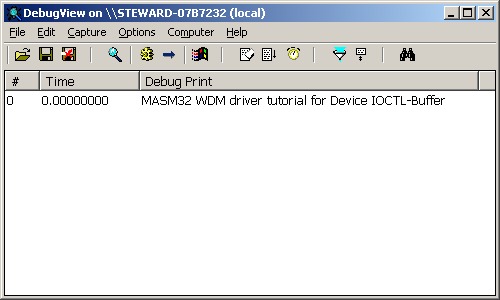 DebugView on \\STEWARD-07B7232 (local)
File Edit Capture Options Computer Help
# Time Debug Print
0 0.00000000 MASM32 WDM driver tutorial for Device IOCTL-Buffer